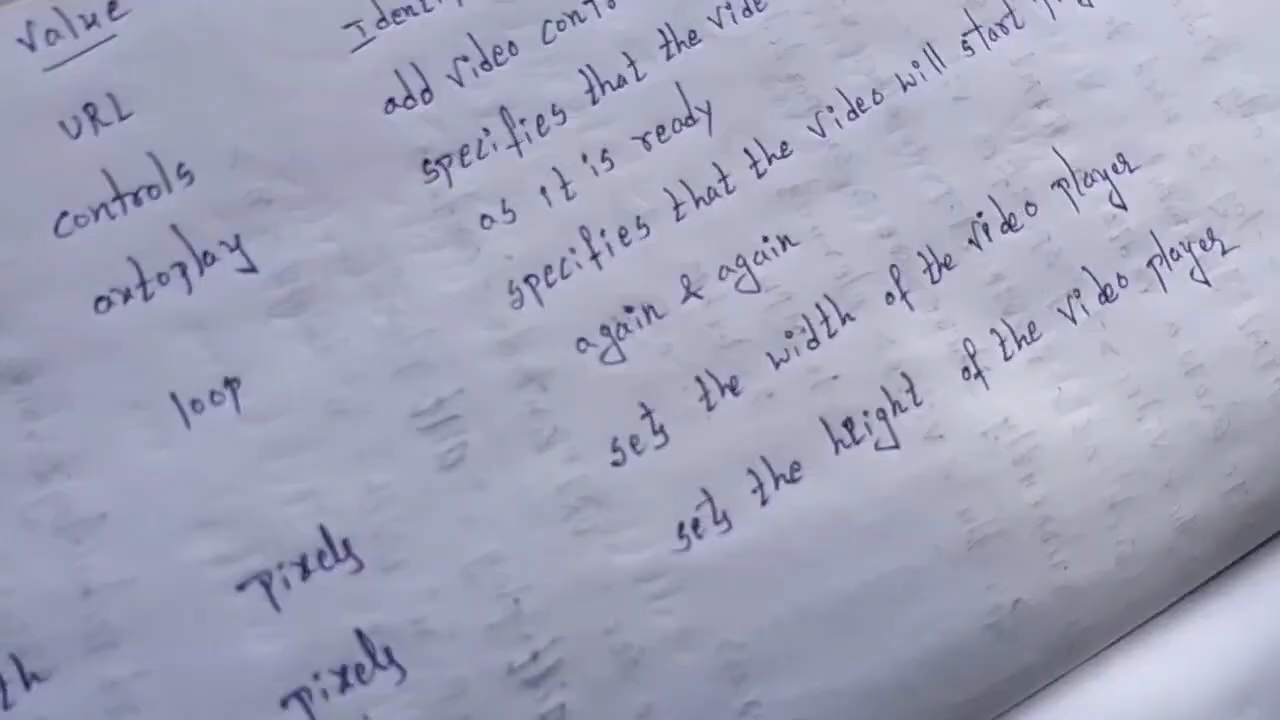 Value
URL
add video
controls
specifies that the
as it is ready
autoplay
specifies that the video will start
again & again
loop
sets the width of the video player
pixels
sets the height of the video player
pixels